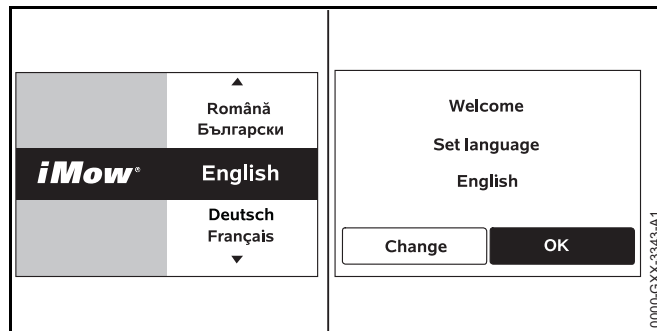 Română
Български
iMow®
English
Deutsch
Français
Welcome
Set language
English
Change
OK
0000-GXX-3343-A1